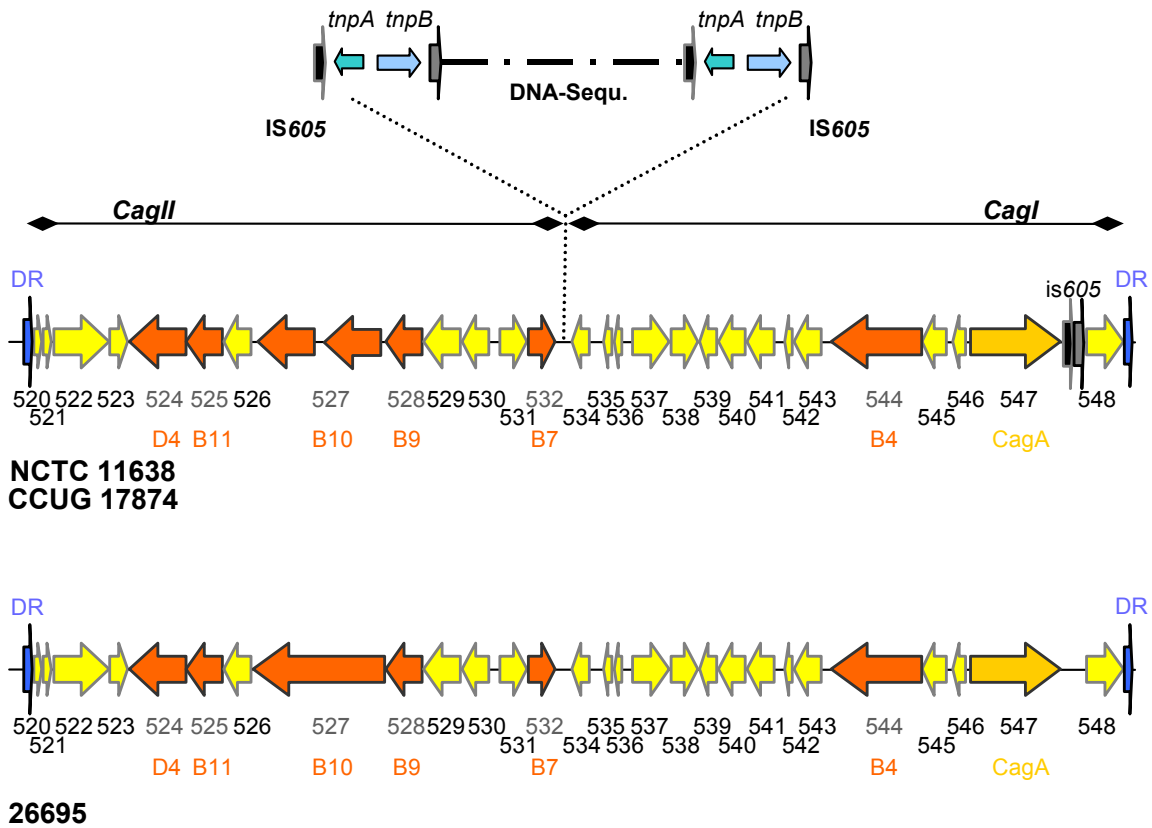 tnpA tnpB tnpA tnpB
DNA-Sequ.
IS605 IS605
CagII CagI
DR DR
is605
520 522 523 524 525 526 527 528 529 530 532 535 537 539 541 543 544 546 547 548
521 531 534 536 538 540 542 545
D4 B11 B10 B9 B7 B4 CagA
NCTC 11638
CCUG 17874
DR DR
520 522 523 524 525 526 527 528 529 530 532 535 537 539 541 543 544 546 547 548
521 531 534 536 538 540 542 545
D4 B11 B10 B9 B7 B4 CagA
26695